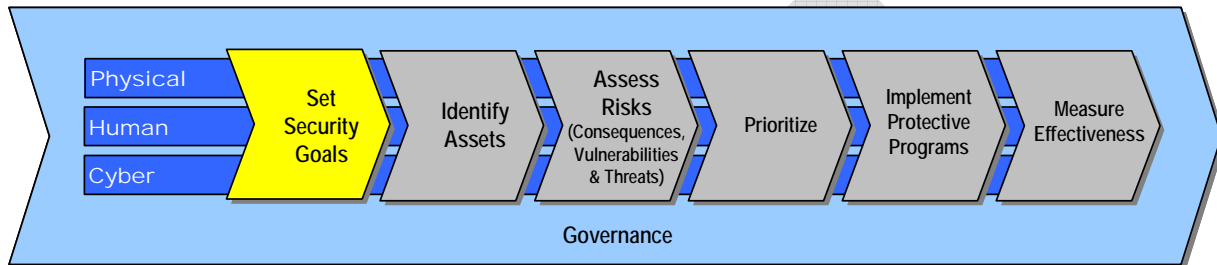 Physical
Human
Cyber
Set
Security
Goals
Identify
Assets
Assess
Risks
(Consequences,
Vulnerabilities
& Threats)
Prioritize
Implement
Protective
Programs
Measure
Effectiveness
Governance